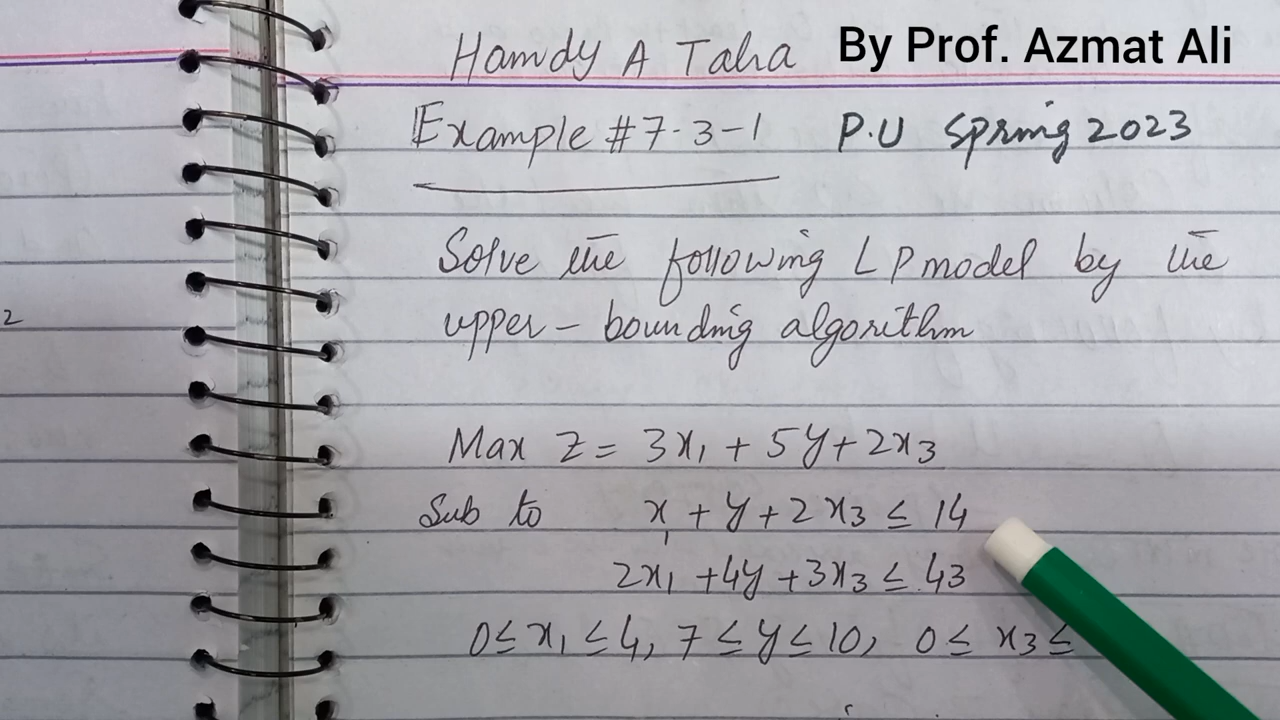 Hamdy A Taha By Prof. Azmat Ali
Example #7.3-1 P.U Spring 2023
Solve the following LP model by the
upper-bounding algorithm
Max Z = 3x₁ + 5y + 2x₃
Sub to x₁ + y + 2x₃ ≤ 14
2x₁ + 4y + 3x₃ ≤ 43
0 ≤ x₁ ≤ 4, 7 ≤ y ≤ 10, 0 ≤ x₃ ≤
2